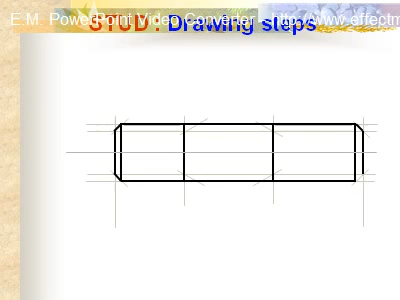 E.M. PowerPoint Video Converter - http://www.effectm
STUD : Drawing steps